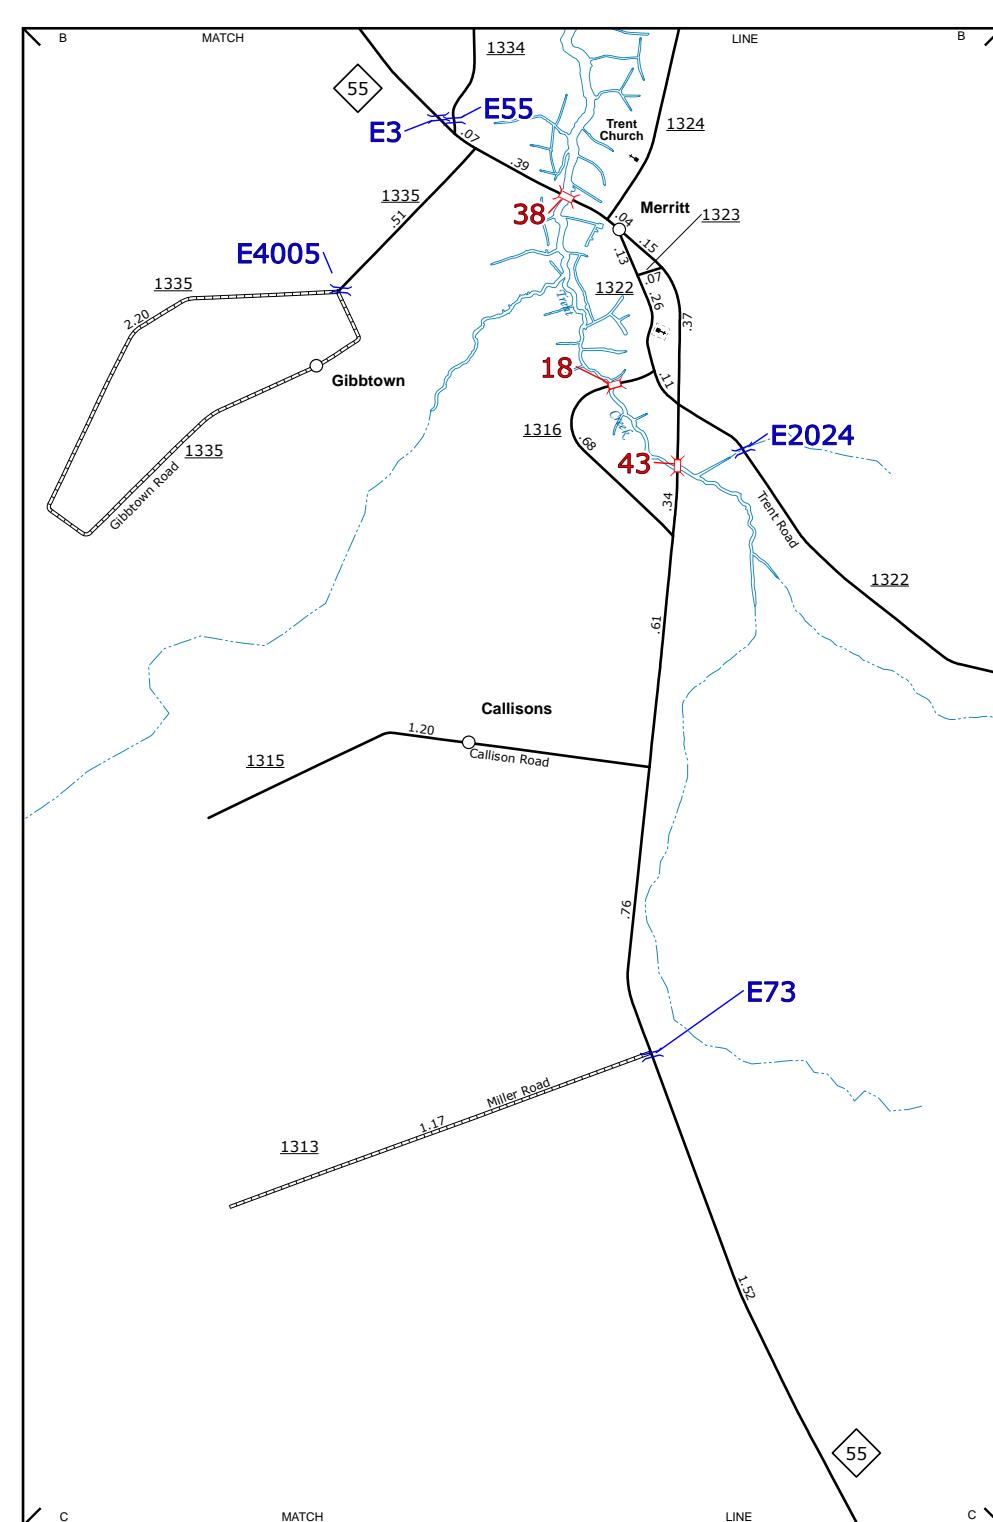 B
MATCH
LINE
B
1334
55
E55
E3
.07
Trent
Church
1324
.39
1335
.51
38
.04
Merritt
1323
.15
.13
.07
E4005
1335
2.20
1322
.26
Trent
.37
Gibbtown
18
.11
1316
Creek
.68
E2024
1335
Gibbtown Road
43
.34
Trent Road
1322
.61
Callisons
1.20
Callison Road
1315
.76
E73
Miller Road
1.17
1313
1.52
55
C
MATCH
LINE
C